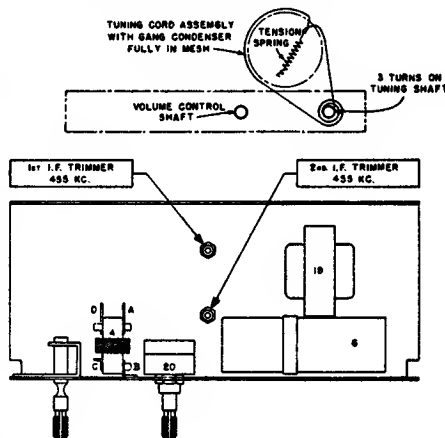 TUNING CORD ASSEMBLY
WITH GANG CONDENSER
FULLY IN MESH
TENSION
SPRING
3 TURNS ON
TUNING SHAFT
VOLUME CONTROL
SHAFT
1ST I.F. TRIMMER
455 KC.
2ND. I.F. TRIMMER
455 KC.
19
D A
4
C B
20
6